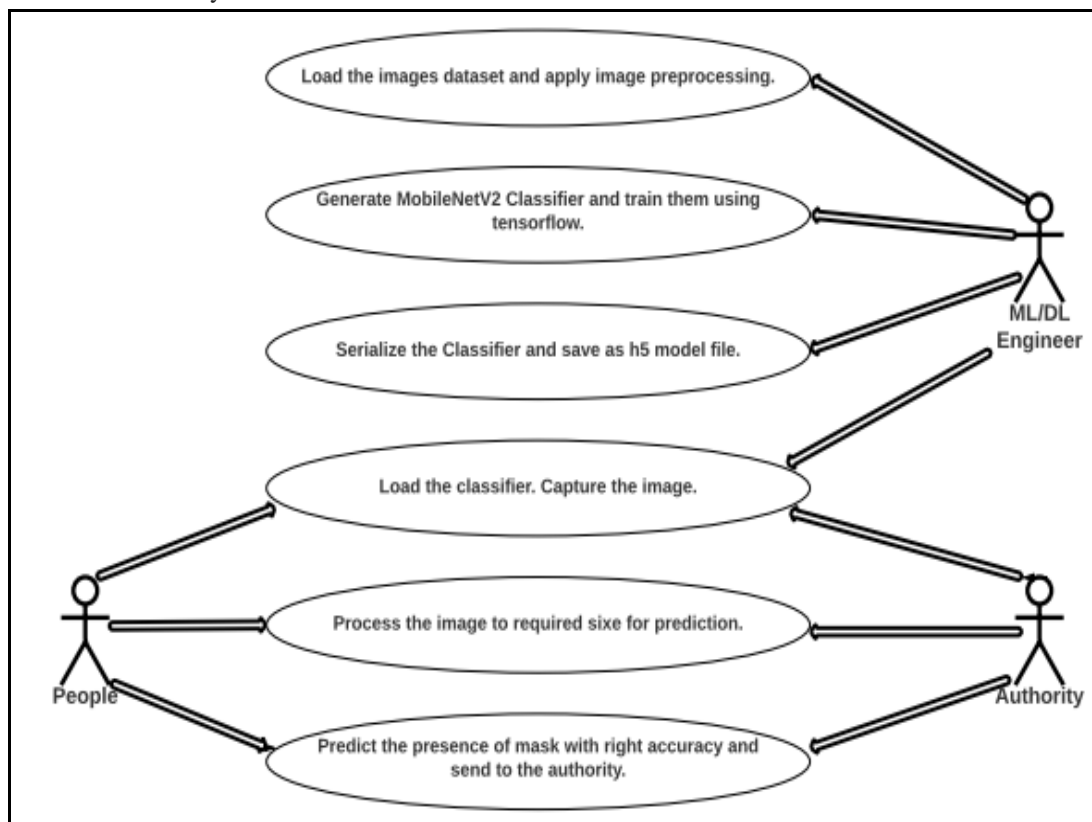 Load the images dataset and apply image preprocessing.
Generate MobileNetV2 Classifier and train them using
tensorflow.
ML/DL
Engineer
Serialize the Classifier and save as h5 model file.
Load the classifier. Capture the image.
Process the image to required sixe for prediction.
People
Authority
Predict the presence of mask with right accuracy and
send to the authority.